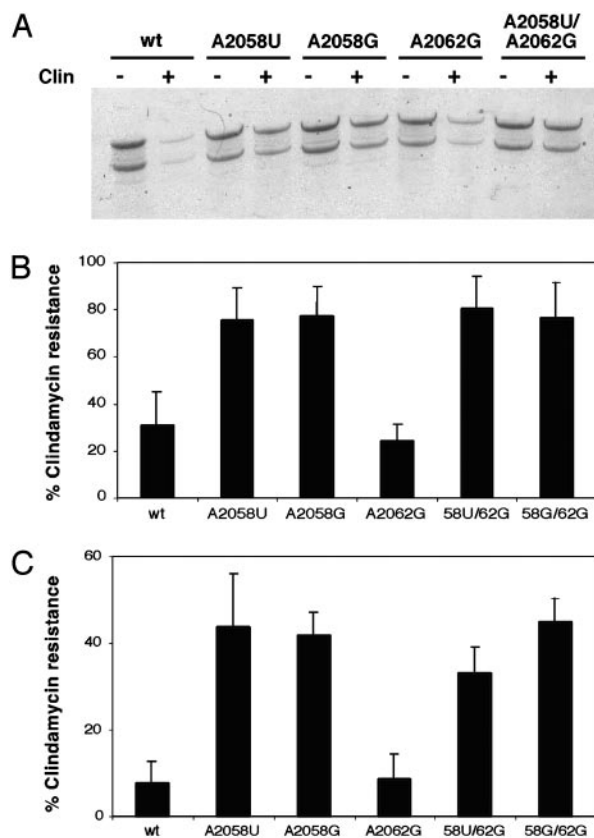 A
wt A2058U A2058G A2062G A2058U/
A2062G
Clin - + - + - + - + - +
B
% Clindamycin resistance
100
80
60
40
20
0
wt A2058U A2058G A2062G 58U/62G 58G/62G
C
% Clindamycin resistance
60
40
20
0
wt A2058U A2058G A2062G 58U/62G 58G/62G